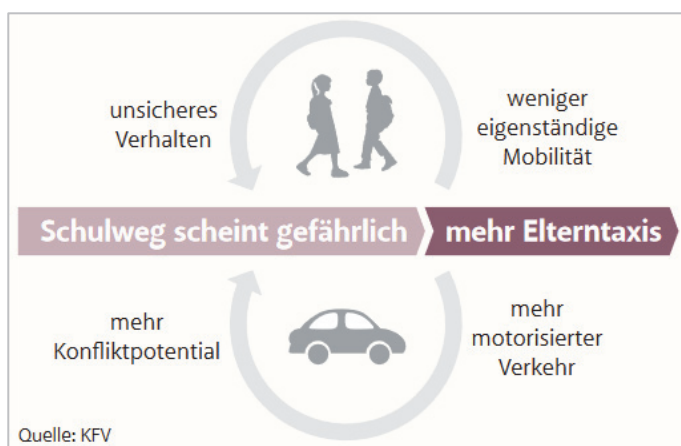 unsicheres
Verhalten
weniger
eigenständige
Mobilität
Schulweg scheint gefährlich
mehr Elterntaxis
mehr
Konfliktpotential
mehr
motorisierter
Verkehr
Quelle: KFV